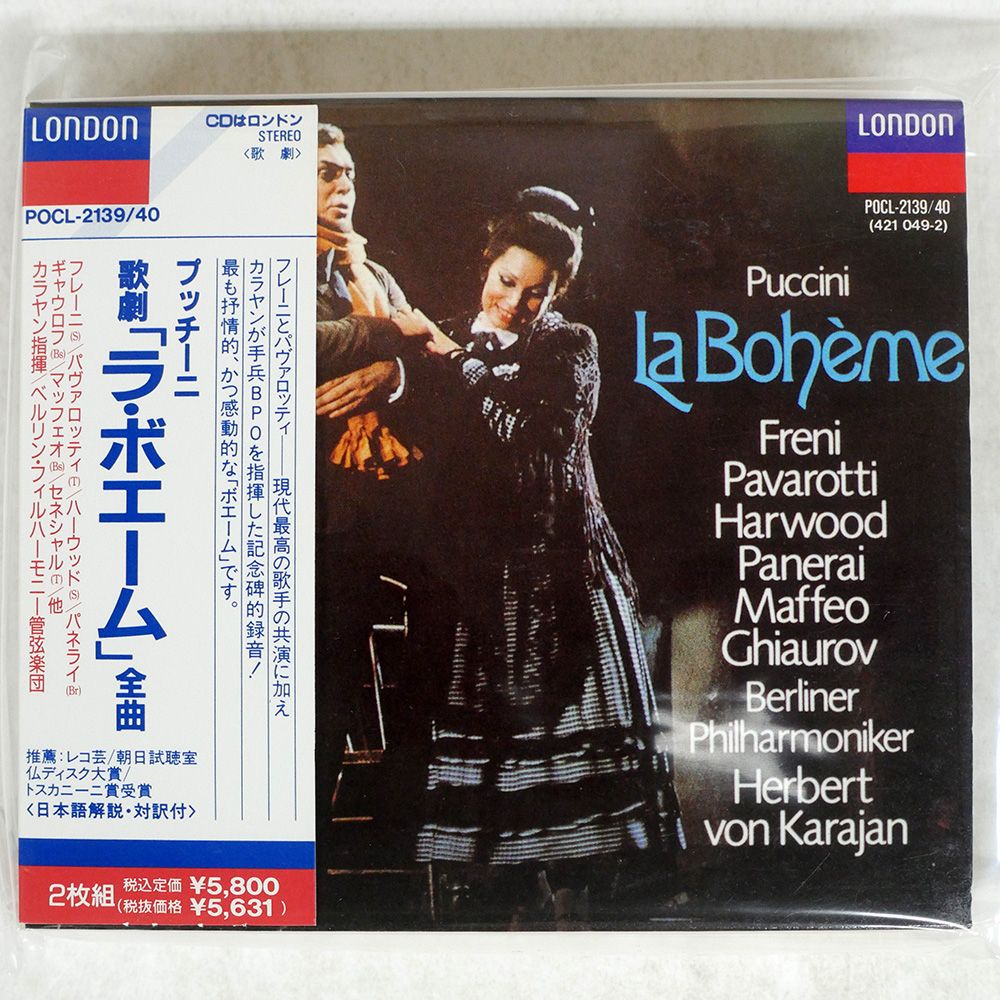 LONDON
CDはロンドン
STEREO
〈歌 劇〉
POCL-2139/40
プッチーニ
歌劇「ラ・ボエーム」全曲
フレーニ(S)/パヴァロッティ(T)/ハーウッド(S)/パネライ(Br)
ギャウロフ(Bs)/マッフェオ(Bs)/セネシャル(T)/他
カラヤン指揮/ベルリン・フィルハーモニー管弦楽団
フレーニとパヴァロッティ——現代最高の歌手の共演に加え
カラヤンが手兵BPOを指揮した記念碑的録音!
最も抒情的、かつ感動的な「ボエーム」です。
推薦:レコ芸/朝日試聴室
仏ディスク大賞/
トスカニーニ賞受賞
〈日本語解説・対訳付〉
2枚組 税込定価 ¥5,800
(税抜価格 ¥5,631)
LONDON
POCL-2139/40
(421 049-2)
Puccini
La Bohème
Freni
Pavarotti
Harwood
Panerai
Maffeo
Ghiaurov
Berliner
Philharmoniker
Herbert
von Karajan